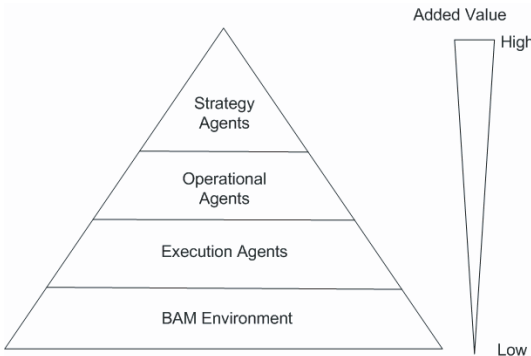 Added Value
High
Strategy
Agents
Operational
Agents
Execution Agents
BAM Environment
Low